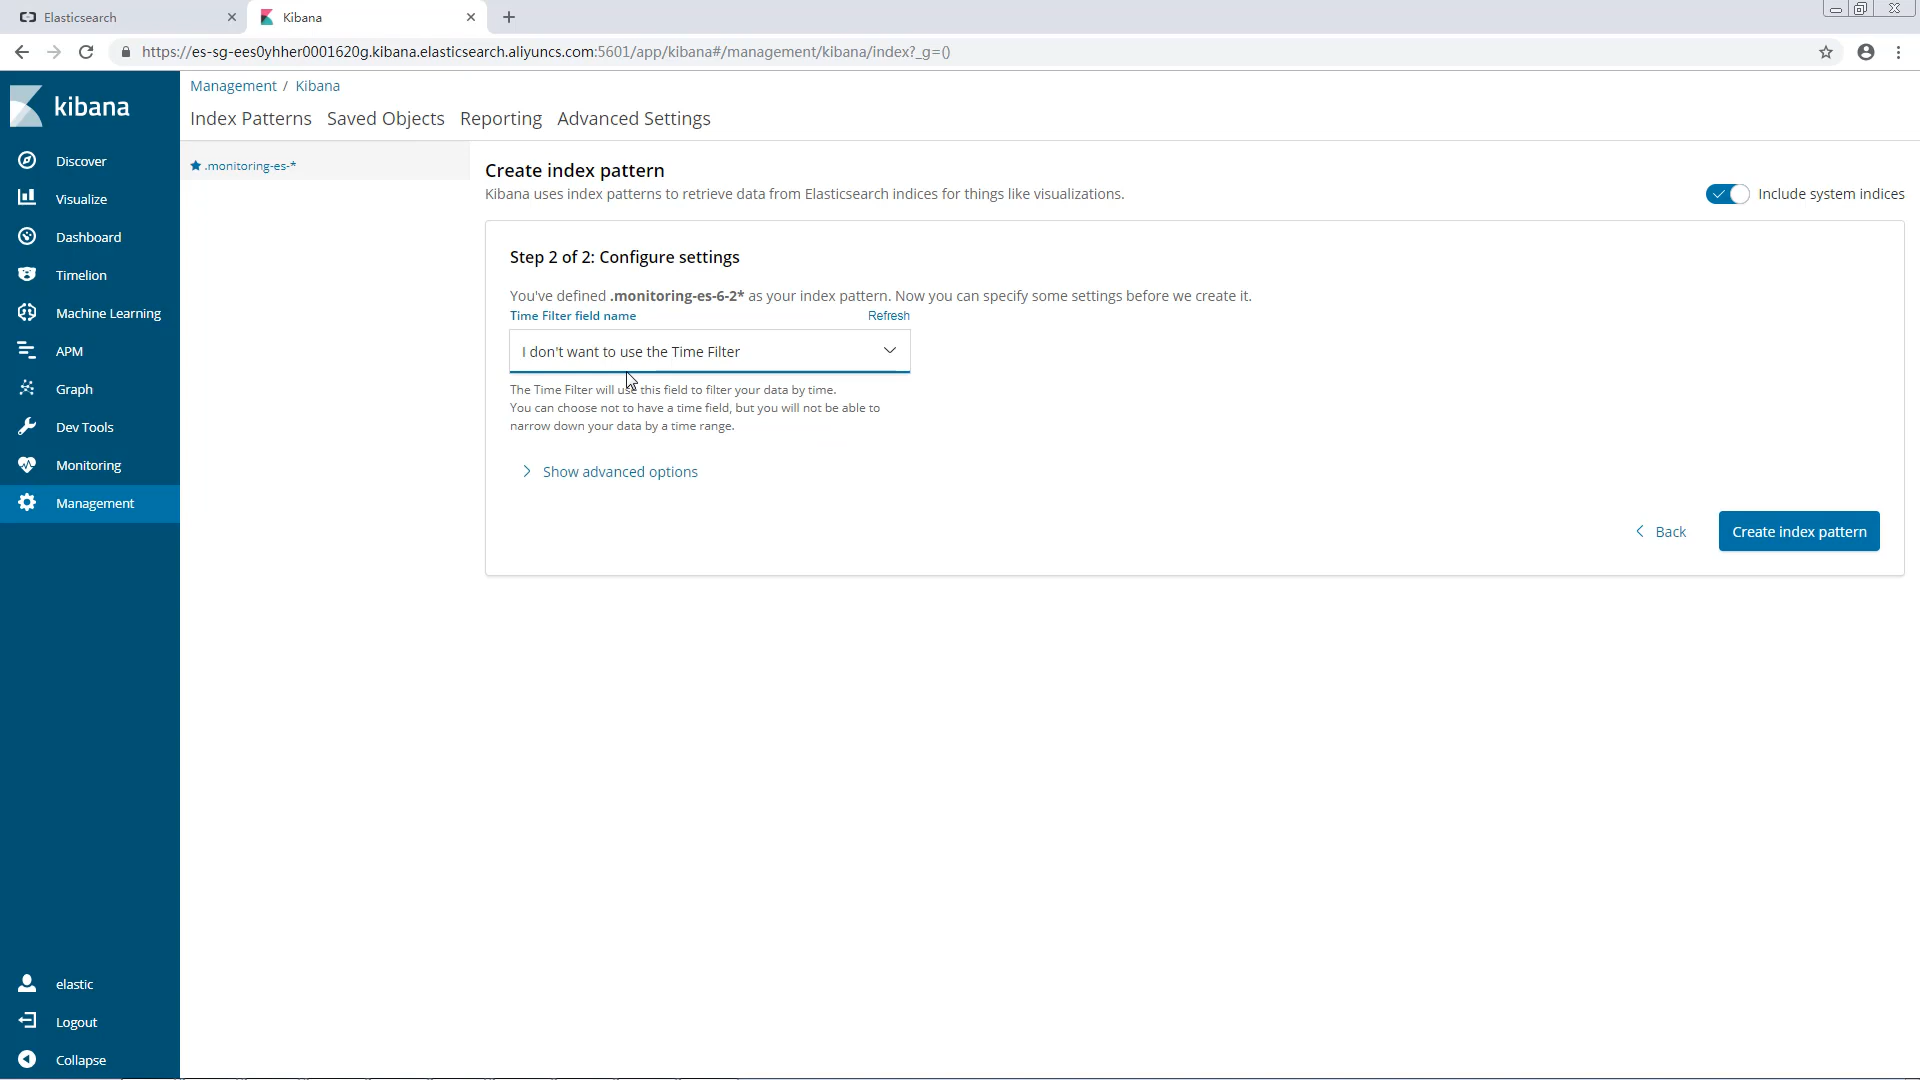 Elasticsearch
Kibana
https://es-sg-ees0yhher0001620g.kibana.elasticsearch.aliyuncs.com:5601/app/kibana#/management/kibana/index?_g=()
kibana
Discover
Visualize
Dashboard
Timelion
Machine Learning
APM
Graph
Dev Tools
Monitoring
Management
elastic
Logout
Collapse
Management / Kibana
Index Patterns Saved Objects Reporting Advanced Settings
.monitoring-es-*
Create index pattern
Kibana uses index patterns to retrieve data from Elasticsearch indices for things like visualizations.
Include system indices
Step 2 of 2: Configure settings
You've defined .monitoring-es-6-2* as your index pattern. Now you can specify some settings before we create it.
Time Filter field name Refresh
I don't want to use the Time Filter
The Time Filter will use this field to filter your data by time.
You can choose not to have a time field, but you will not be able to
narrow down your data by a time range.
Show advanced options
Back
Create index pattern